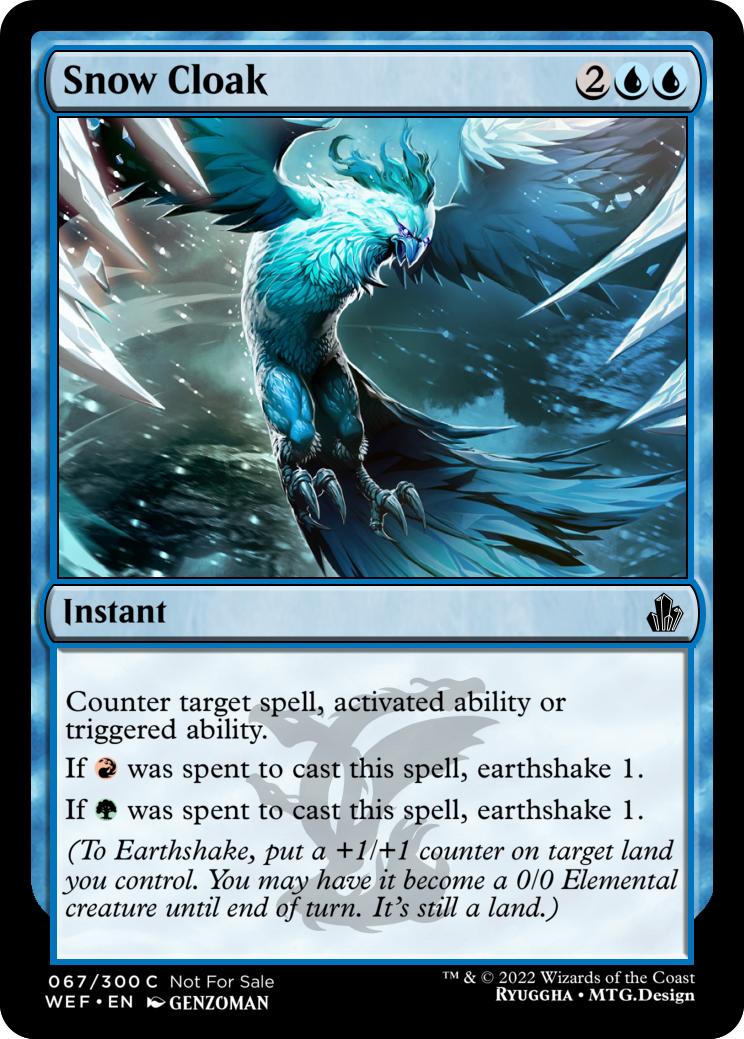 Snow Cloak 2
Instant
Counter target spell, activated ability or
triggered ability.
If was spent to cast this spell, earthshake 1.
If was spent to cast this spell, earthshake 1.
(To Earthshake, put a +1/+1 counter on target land
you control. You may have it become a 0/0 Elemental
creature until end of turn. It's still a land.)
067/300 C Not For Sale
WEF • EN GENZOMAN
™ & © 2022 Wizards of the Coast
Ryuggha • MTG.Design